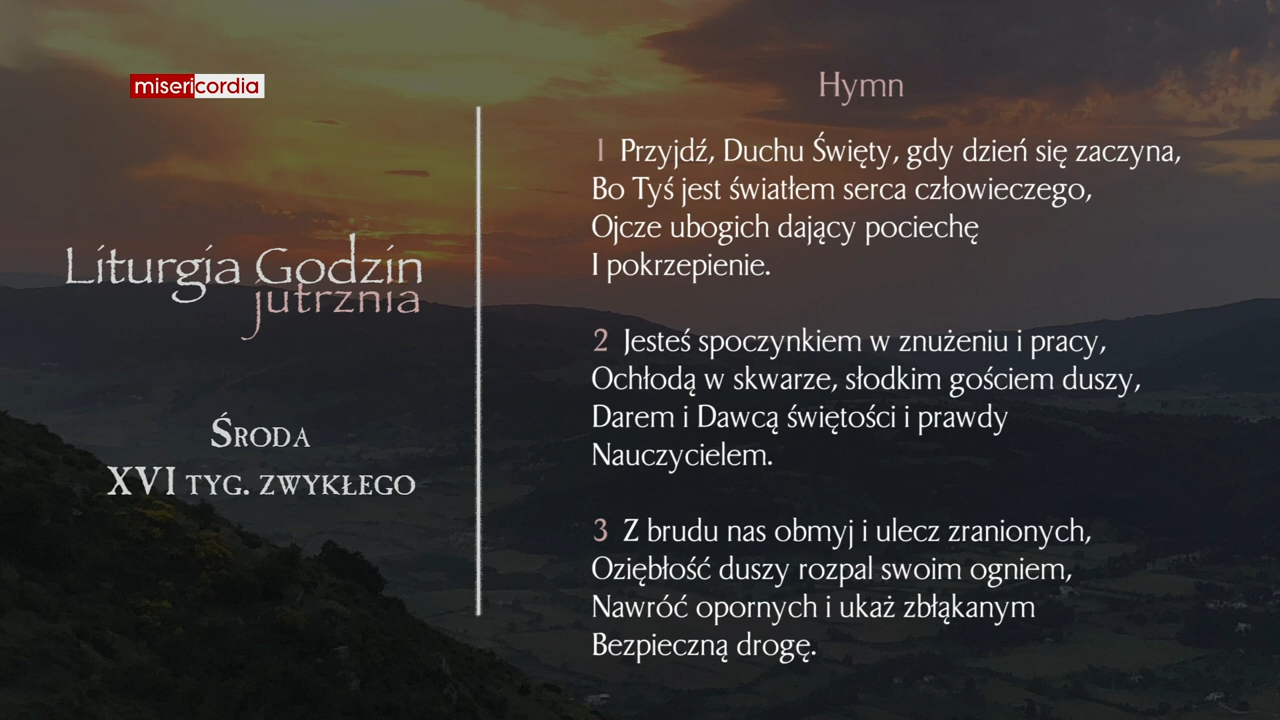 misericordia
Liturgia Godzin
jutrznia
Środa
XVI tyg. zwykłego
Hymn
1 Przyjdź, Duchu Święty, gdy dzień się zaczyna,
Bo Tyś jest światłem serca człowieczego,
Ojcze ubogich dający pociechę
I pokrzepienie.
2 Jesteś spoczynkiem w znużeniu i pracy,
Ochłodą w skwarze, słodkim gościem duszy,
Darem i Dawcą świętości i prawdy
Nauczycielem.
3 Z brudu nas obmyj i ulecz zranionych,
Oziębłość duszy rozpal swoim ogniem,
Nawróć opornych i ukaż zbłąkanym
Bezpieczną drogę.